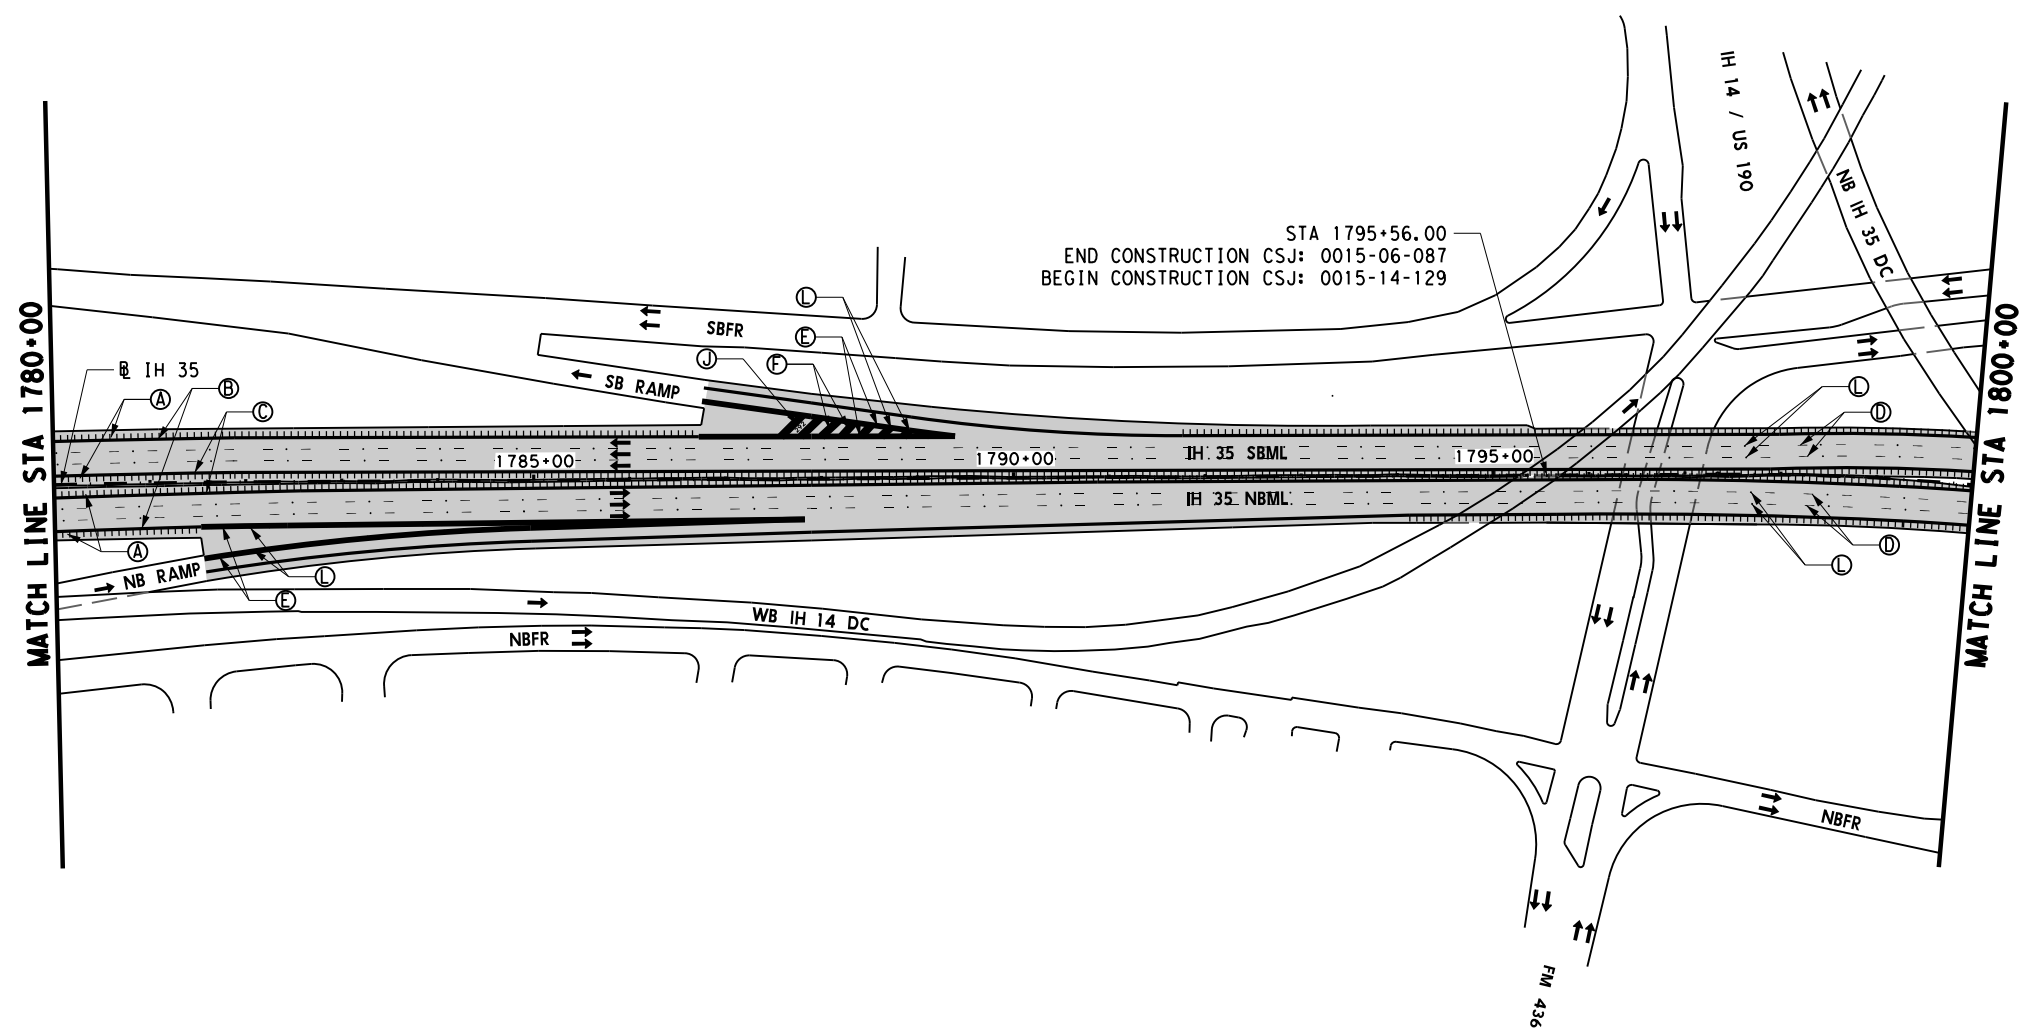 IH 14 / US 190
NB IH 35 DC
STA 1795+56.00
END CONSTRUCTION CSJ: 0015-06-087
BEGIN CONSTRUCTION CSJ: 0015-14-129
MATCH LINE STA 1780+00
MATCH LINE STA 1800+00
L
SBFR
E
J
F
SB RAMP
BL IH 35
A
B
C
L
D
1785+00
1790+00
1795+00
IH 35 SBML
IH 35 NBML
A
NB RAMP
L
E
D
L
WB IH 14 DC
NBFR
NBFR
FM 436